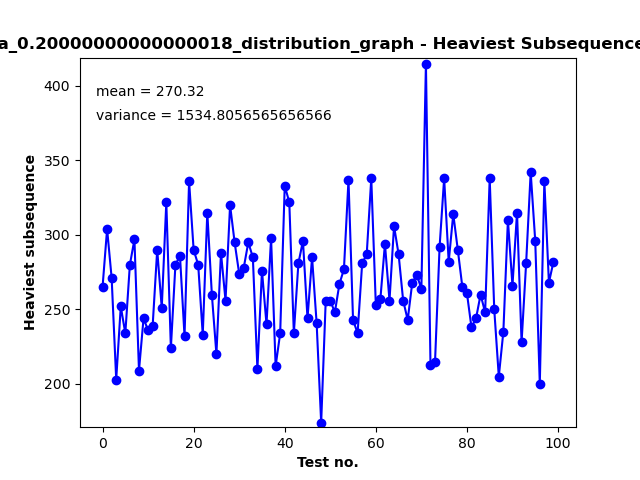 a_0.20000000000000018_distribution_graph - Heaviest Subsequence
mean = 270.32
variance = 1534.8056565656566
400
350
300
250
200
Heaviest subsequence
0 20 40 60 80 100
Test no.